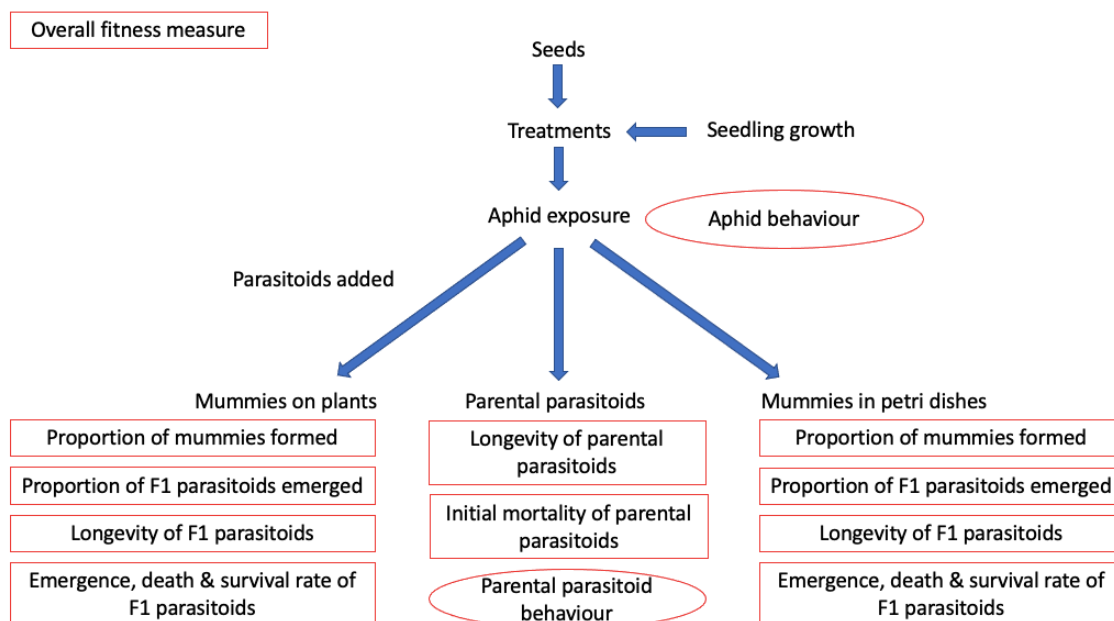 Overall fitness measure
Seeds
Treatments
Seedling growth
Aphid exposure
Aphid behaviour
Parasitoids added
Mummies on plants
Proportion of mummies formed
Proportion of F1 parasitoids emerged
Longevity of F1 parasitoids
Emergence, death & survival rate of
F1 parasitoids
Parental parasitoids
Longevity of parental
parasitoids
Initial mortality of parental
parasitoids
Parental parasitoid
behaviour
Mummies in petri dishes
Proportion of mummies formed
Proportion of F1 parasitoids emerged
Longevity of F1 parasitoids
Emergence, death & survival rate of
F1 parasitoids